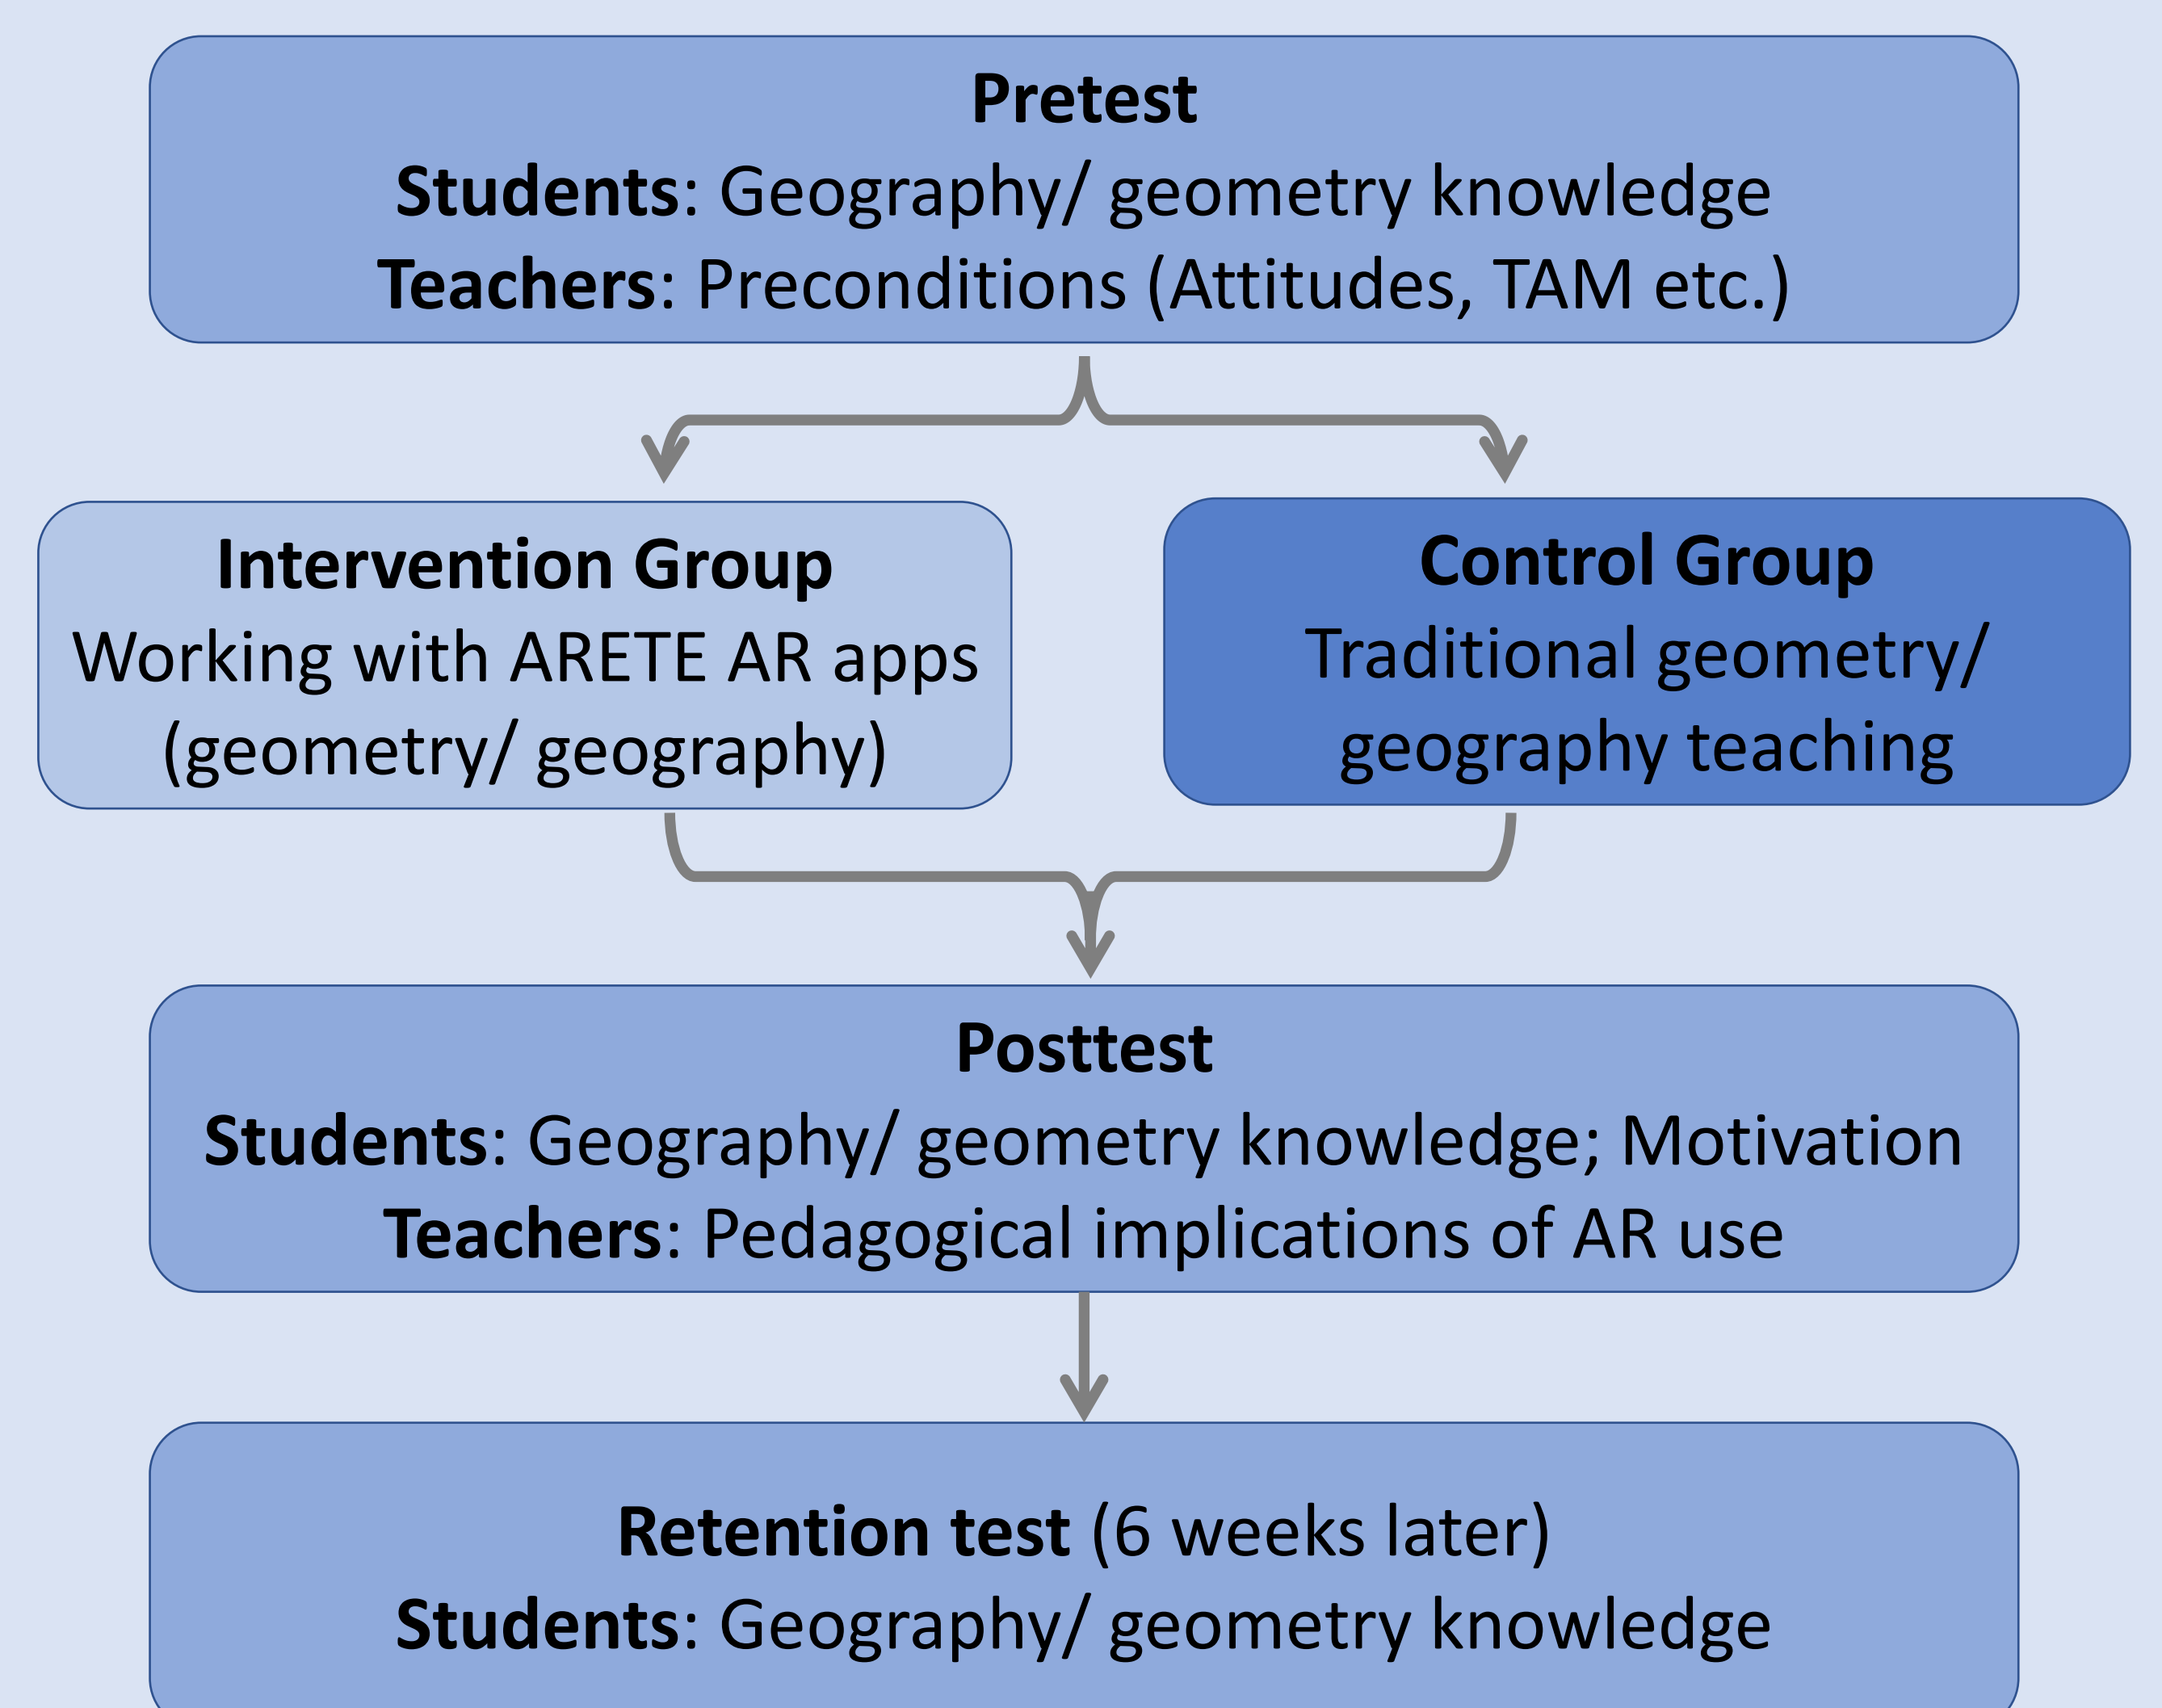 Pretest
Students: Geography/ geometry knowledge
Teachers: Preconditions (Attitudes, TAM etc.)
Intervention Group
Working with ARETE AR apps
(geometry/ geography)
Control Group
Traditional geometry/
geography teaching
Posttest
Students: Geography/ geometry knowledge; Motivation
Teachers: Pedagogical implications of AR use
Retention test (6 weeks later)
Students: Geography/ geometry knowledge